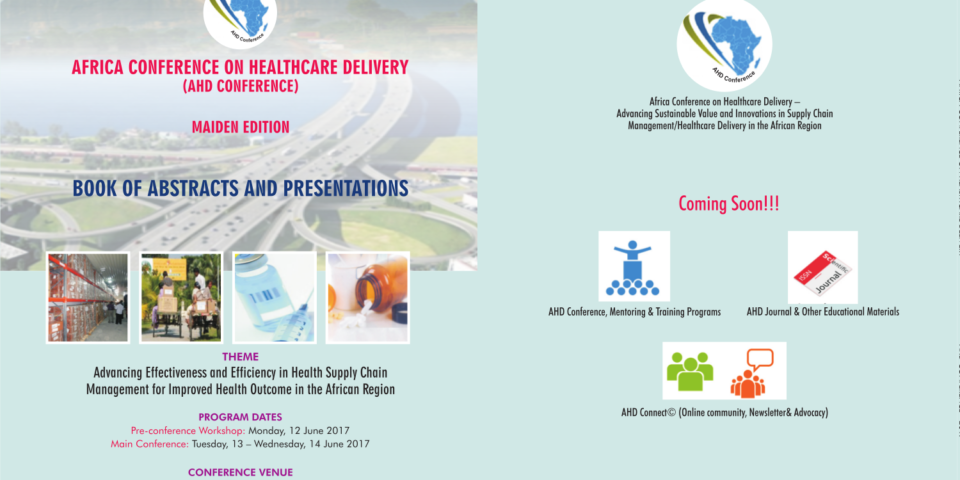 AHD Conference
AFRICA CONFERENCE ON HEALTHCARE DELIVERY
(AHD CONFERENCE)
MAIDEN EDITION
BOOK OF ABSTRACTS AND PRESENTATIONS
THEME
Advancing Effectiveness and Efficiency in Health Supply Chain
Management for Improved Health Outcome in the African Region
PROGRAM DATES
Pre-conference Workshop: Monday, 12 June 2017
Main Conference: Tuesday, 13 – Wednesday, 14 June 2017
CONFERENCE VENUE
AHD Conference
Africa Conference on Healthcare Delivery –
Advancing Sustainable Value and Innovations in Supply Chain
Management/Healthcare Delivery in the African Region
Coming Soon!!!
Scientific
ISSN
Journal
AHD Conference, Mentoring & Training Programs
AHD Journal & Other Educational Materials
AHD Connect© (Online community, Newsletter& Advocacy)